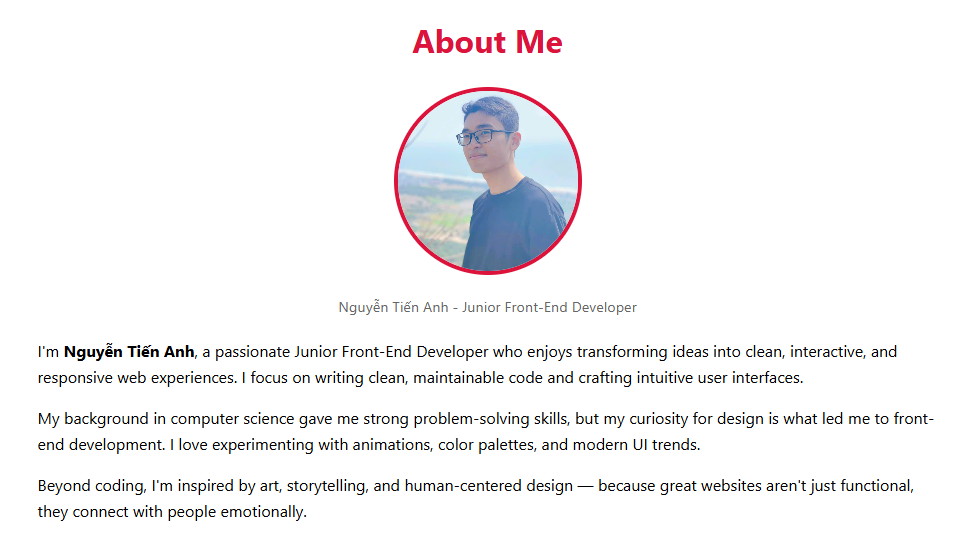 About Me
Nguyễn Tiến Anh - Junior Front-End Developer
I'm Nguyễn Tiến Anh, a passionate Junior Front-End Developer who enjoys transforming ideas into clean, interactive, and
responsive web experiences. I focus on writing clean, maintainable code and crafting intuitive user interfaces.
My background in computer science gave me strong problem-solving skills, but my curiosity for design is what led me to front-
end development. I love experimenting with animations, color palettes, and modern UI trends.
Beyond coding, I'm inspired by art, storytelling, and human-centered design — because great websites aren't just functional,
they connect with people emotionally.